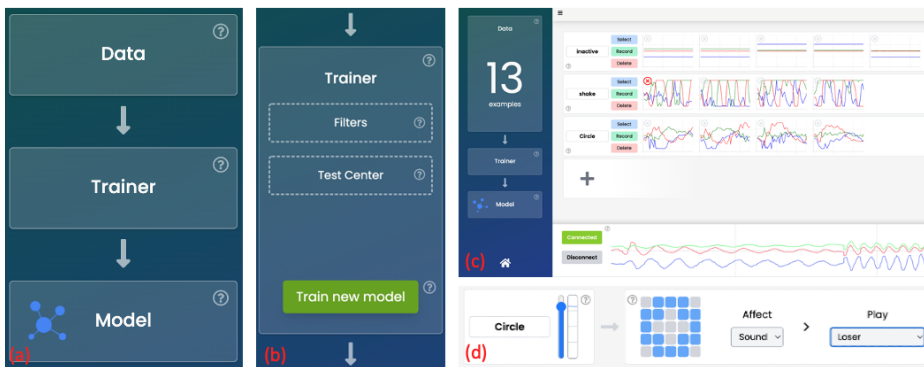 Data
?
Trainer
?
Model
?
(a)
?
Trainer
?
Filters
?
Test Center
?
Train new model
?
(b)
Data
?
13
examples
Trainer
?
Model
?
(c)
inactive
Select
Record
Delete
?
shake
Select
Record
Delete
?
Circle
Select
Record
Delete
?
+
Connected
?
Disconnect
Circle
?
?
Affect
Sound
>
Play
Laser
(d)